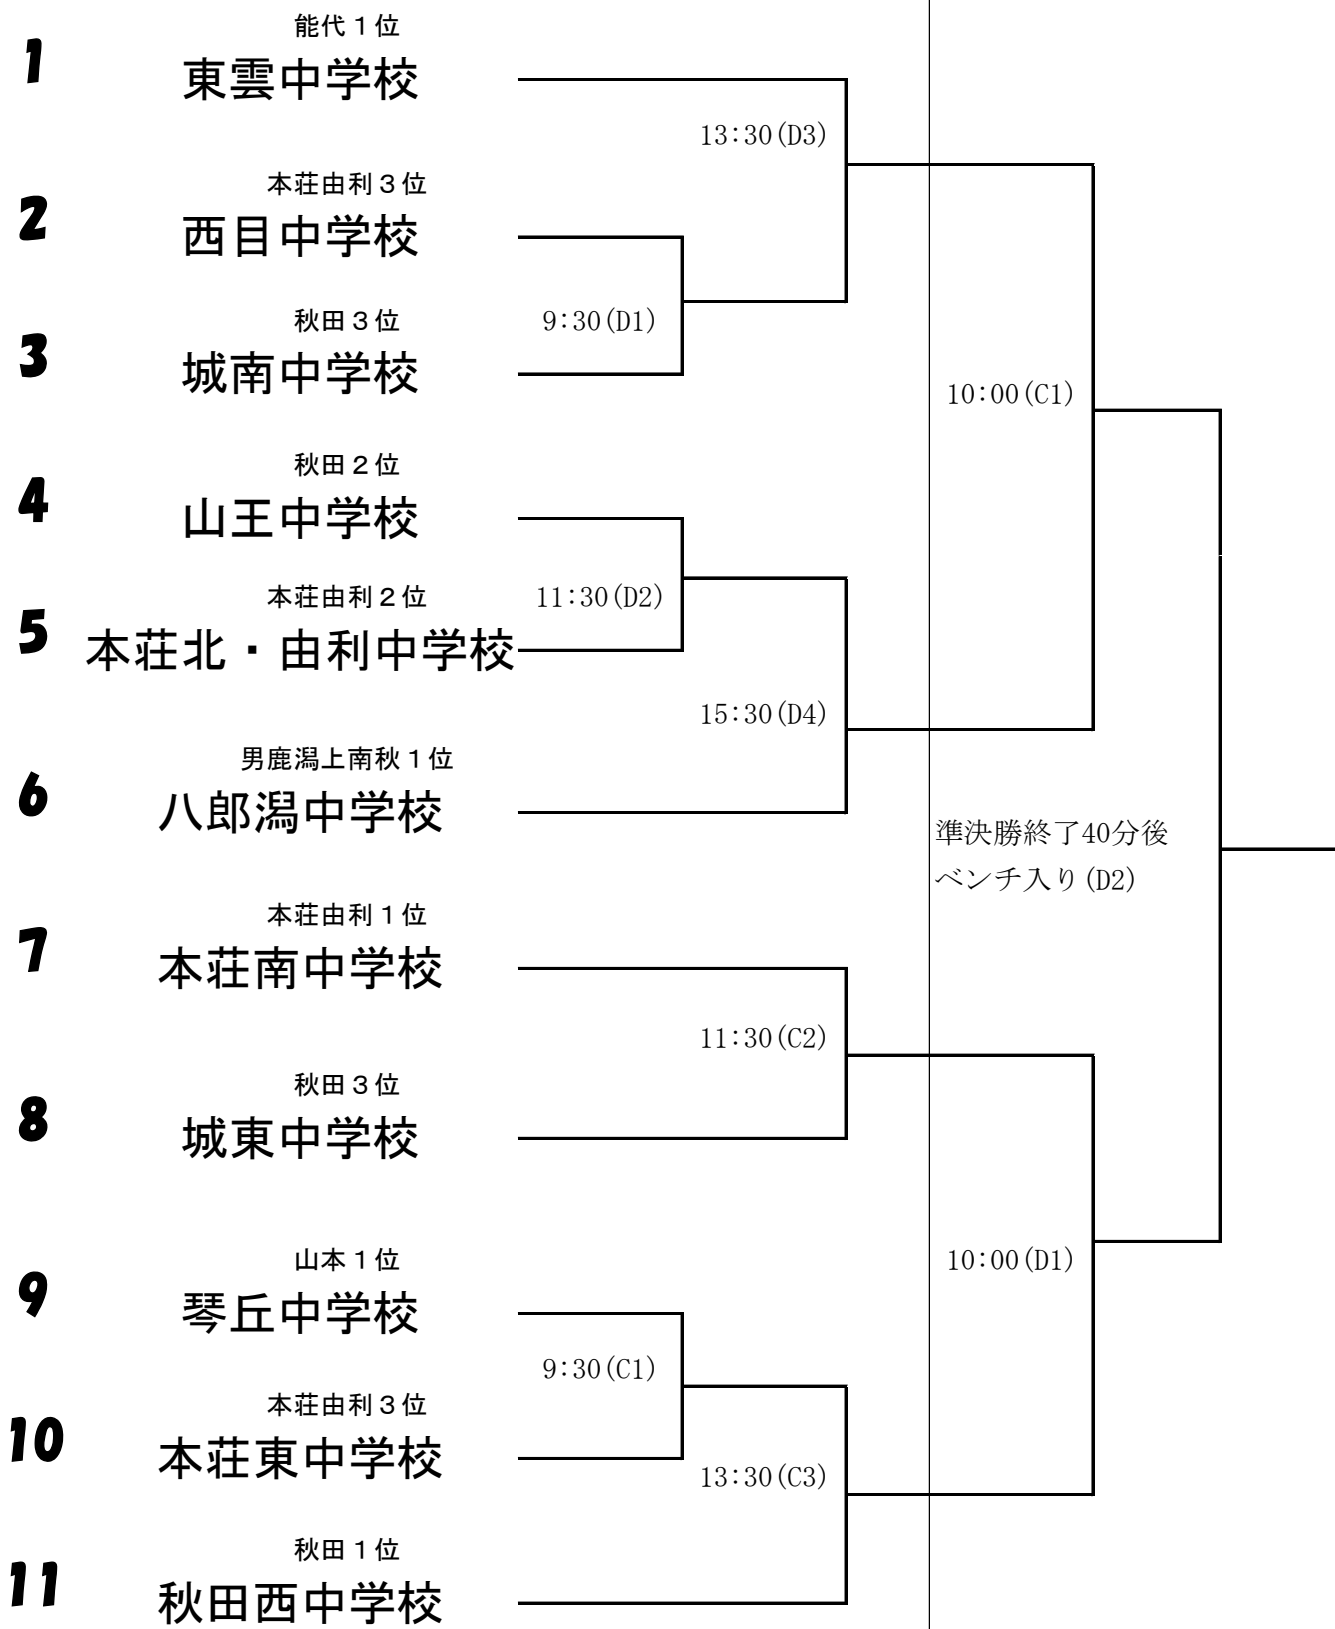 能代１位
1
東雲中学校
13:30(D3)
本荘由利３位
2
西目中学校
秋田３位
9:30(D1)
3
城南中学校
10:00(C1)
秋田２位
4
山王中学校
本荘由利２位
11:30(D2)
5
本荘北・由利中学校
15:30(D4)
男鹿潟上南秋１位
6
八郎潟中学校
準決勝終了40分後
ベンチ入り(D2)
本荘由利１位
7
本荘南中学校
11:30(C2)
秋田３位
8
城東中学校
山本１位
10:00(D1)
9
琴丘中学校
9:30(C1)
本荘由利３位
10
本荘東中学校
13:30(C3)
秋田１位
11
秋田西中学校